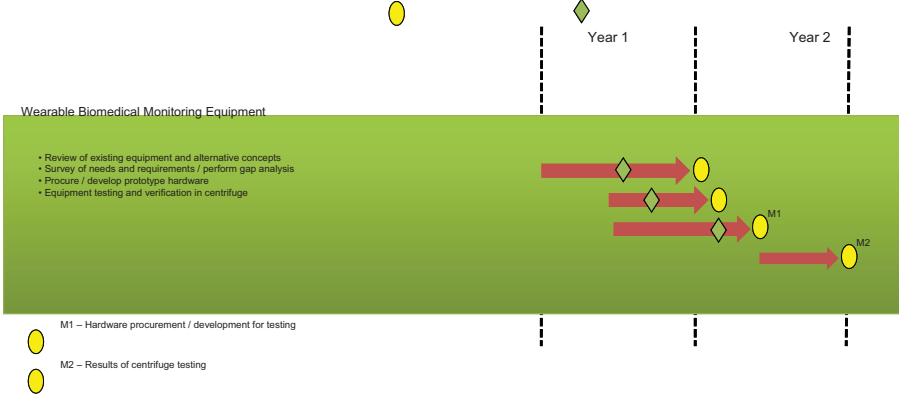 Year 1
Year 2
Wearable Biomedical Monitoring Equipment
• Review of existing equipment and alternative concepts
• Survey of needs and requirements / perform gap analysis
• Procure / develop prototype hardware
• Equipment testing and verification in centrifuge
M1
M2
M1 – Hardware procurement / development for testing
M2 – Results of centrifuge testing